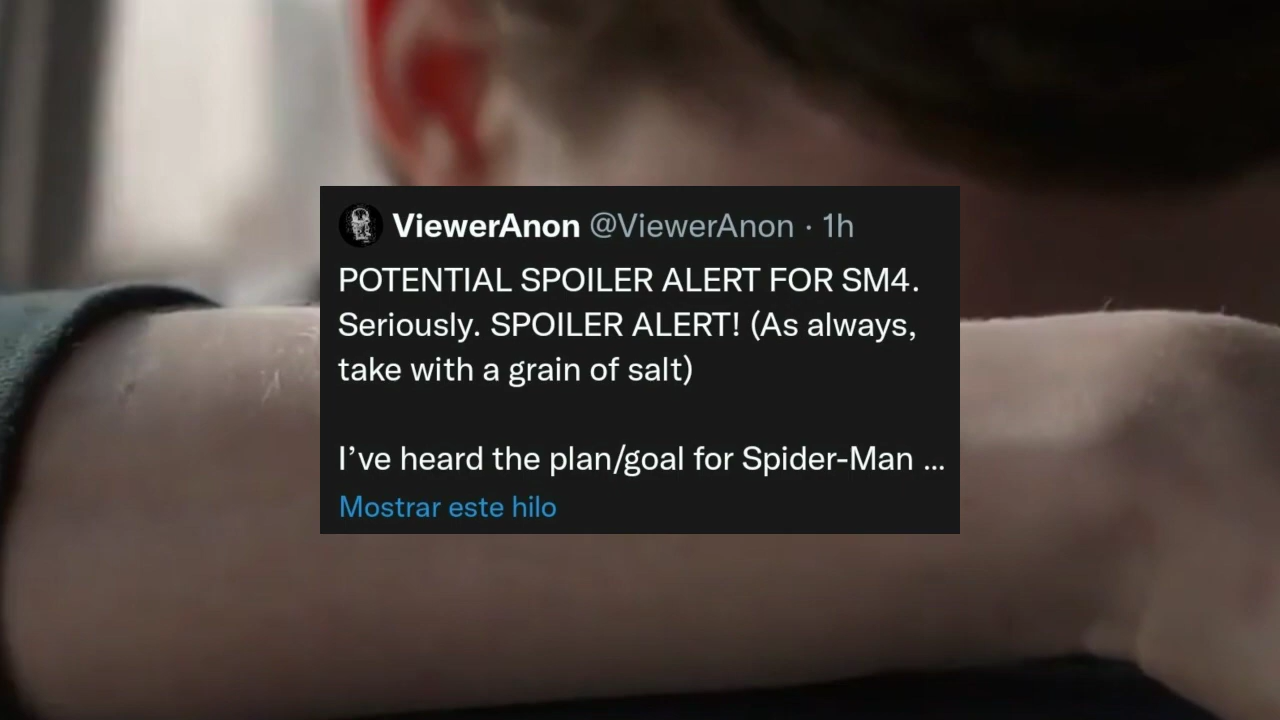 ViewerAnon @ViewerAnon · 1h
POTENTIAL SPOILER ALERT FOR SM4.
Seriously. SPOILER ALERT! (As always,
take with a grain of salt)
I’ve heard the plan/goal for Spider-Man ...
Mostrar este hilo